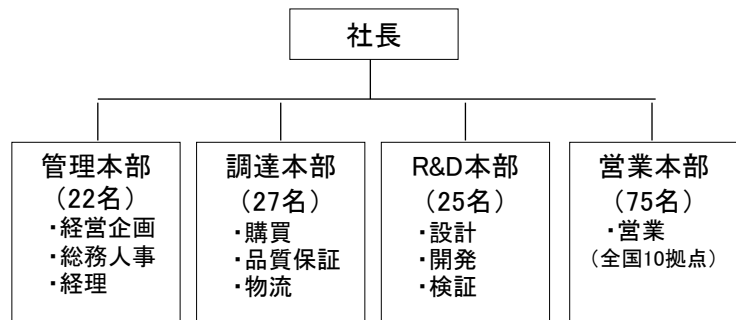 社長
管理本部
（22名）
・経営企画
・総務人事
・経理
調達本部
（27名）
・購買
・品質保証
・物流
R&D本部
（25名）
・設計
・開発
・検証
営業本部
（75名）
・営業
（全国10拠点）